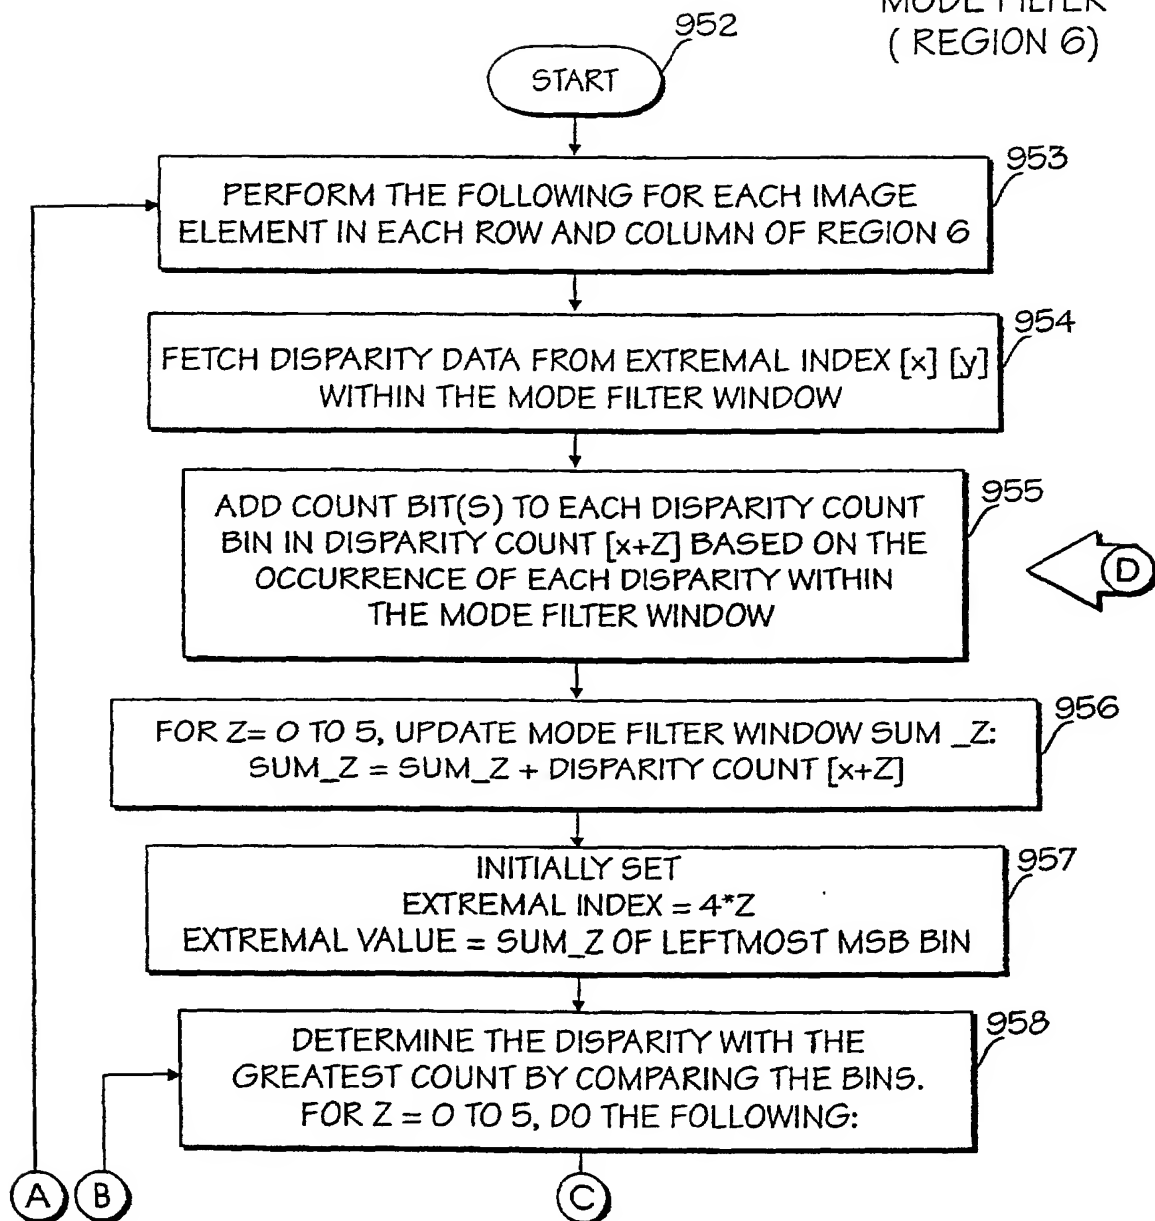 MODE FILTER
( REGION 6)
952
START
953
PERFORM THE FOLLOWING FOR EACH IMAGE
ELEMENT IN EACH ROW AND COLUMN OF REGION 6
954
FETCH DISPARITY DATA FROM EXTREMAL INDEX [x] [y]
WITHIN THE MODE FILTER WINDOW
955
ADD COUNT BIT(S) TO EACH DISPARITY COUNT
BIN IN DISPARITY COUNT [x+Z] BASED ON THE
OCCURRENCE OF EACH DISPARITY WITHIN
THE MODE FILTER WINDOW
D
956
FOR Z= 0 TO 5, UPDATE MODE FILTER WINDOW SUM _Z:
SUM_Z = SUM_Z + DISPARITY COUNT [x+Z]
957
INITIALLY SET
EXTREMAL INDEX = 4*Z
EXTREMAL VALUE = SUM_Z OF LEFTMOST MSB BIN
958
DETERMINE THE DISPARITY WITH THE
GREATEST COUNT BY COMPARING THE BINS.
FOR Z = 0 TO 5, DO THE FOLLOWING:
A B C